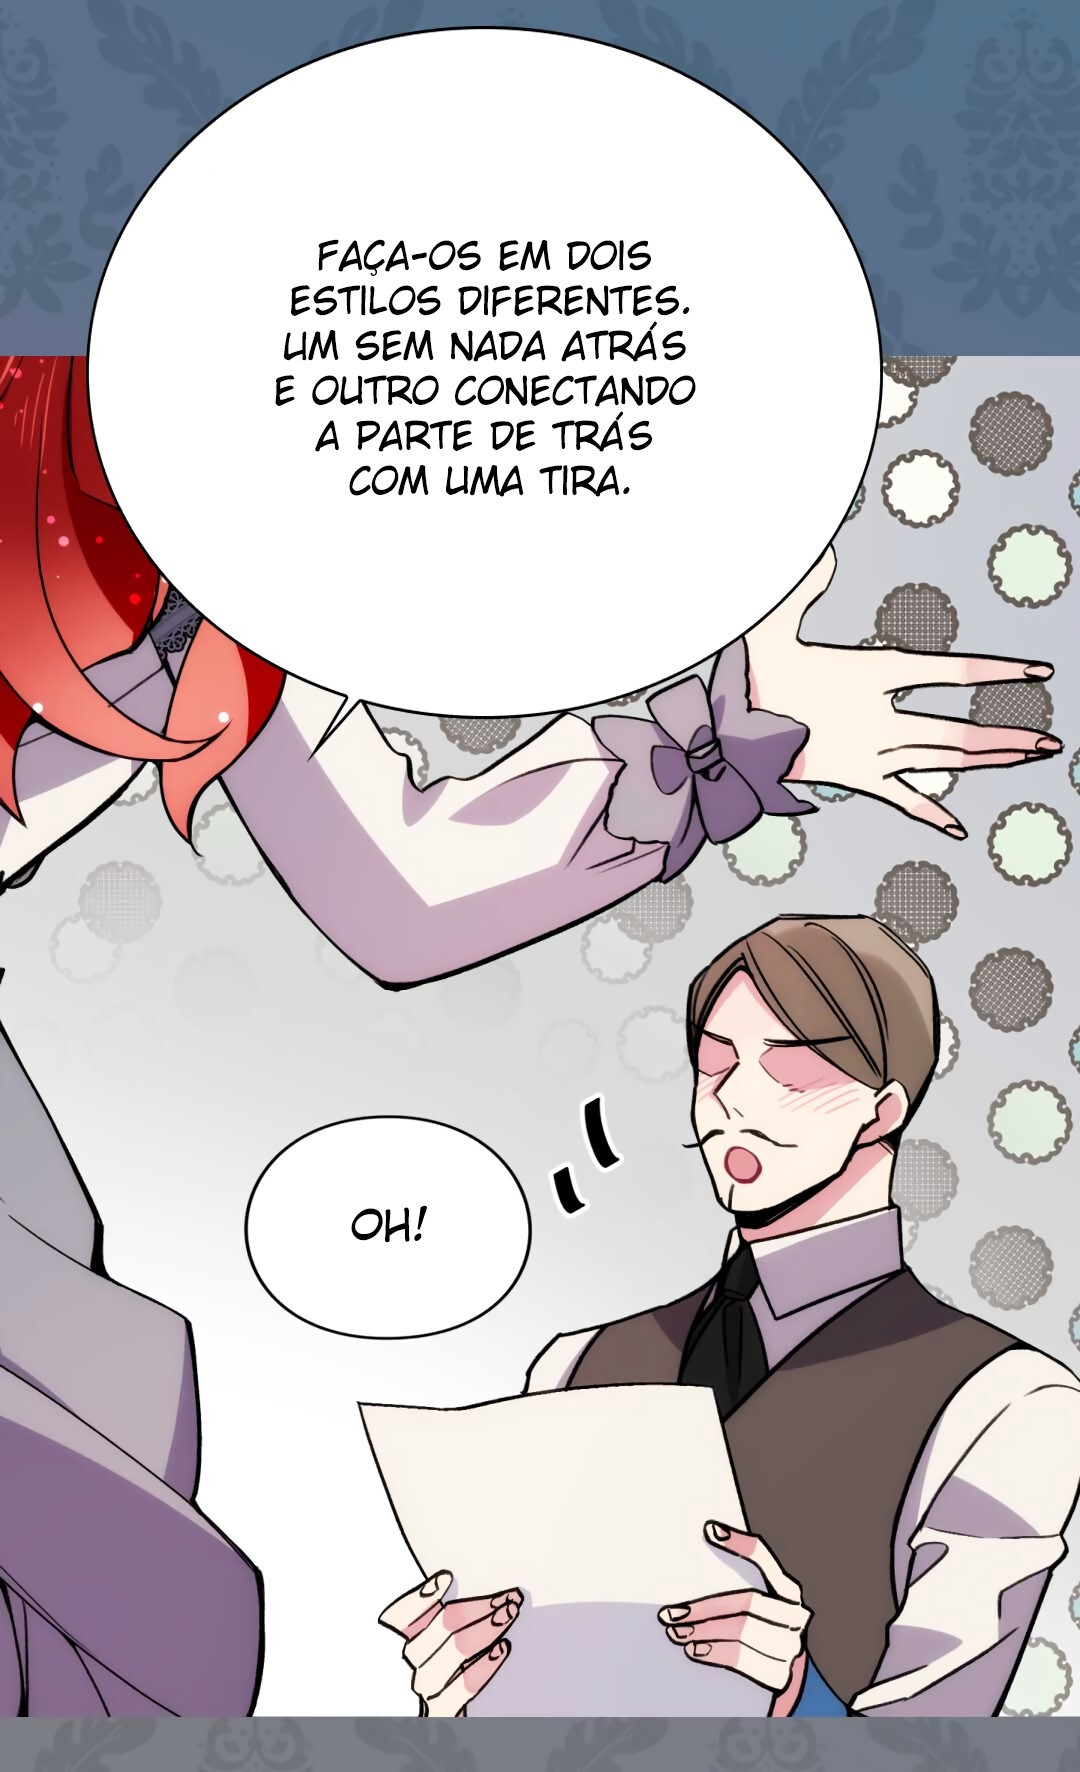 FAÇA-OS EM DOIS
ESTILOS DIFERENTES.
UM SEM NADA ATRÁS
E OUTRO CONECTANDO
A PARTE DE TRÁS
COM UMA TIRA.
OH!